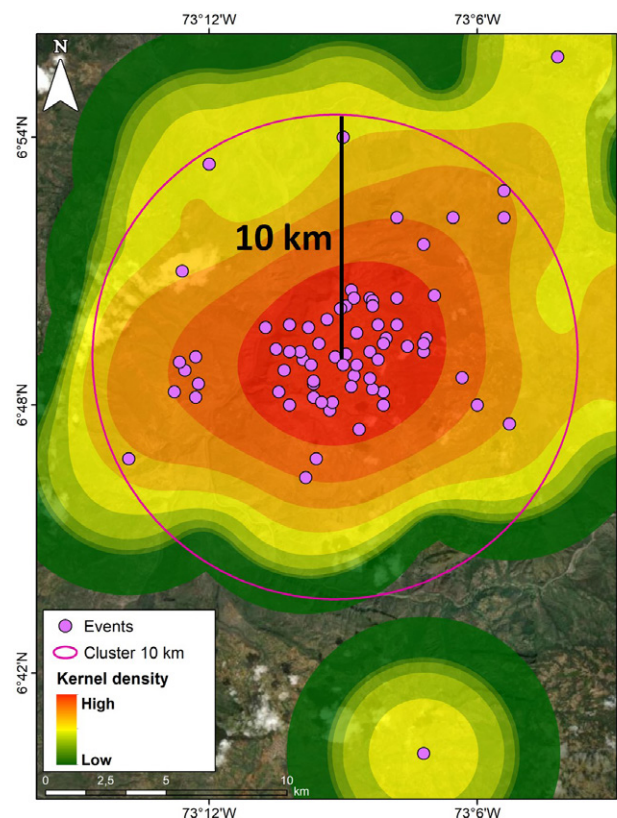 73°12'W 73°6'W
N
6°54'N 6°48'N 6°42'N
10 km
Events
Cluster 10 km
Kernel density
High
Low
0 2,5 5 10
km
73°12'W 73°6'W